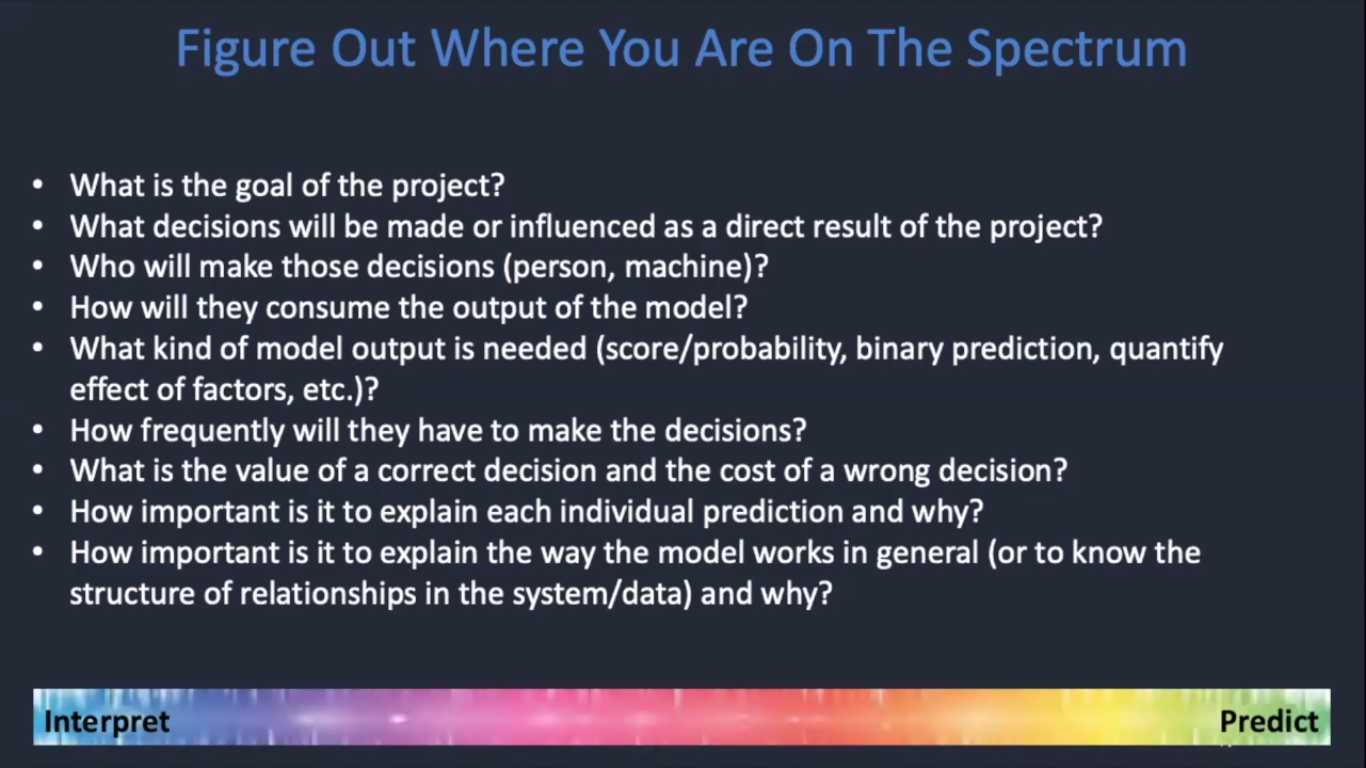 Figure Out Where You Are On The Spectrum
• What is the goal of the project?
• What decisions will be made or influenced as a direct result of the project?
• Who will make those decisions (person, machine)?
• How will they consume the output of the model?
• What kind of model output is needed (score/probability, binary prediction, quantify
effect of factors, etc.)?
• How frequently will they have to make the decisions?
• What is the value of a correct decision and the cost of a wrong decision?
• How important is it to explain each individual prediction and why?
• How important is it to explain the way the model works in general (or to know the
structure of relationships in the system/data) and why?
Interpret Predict